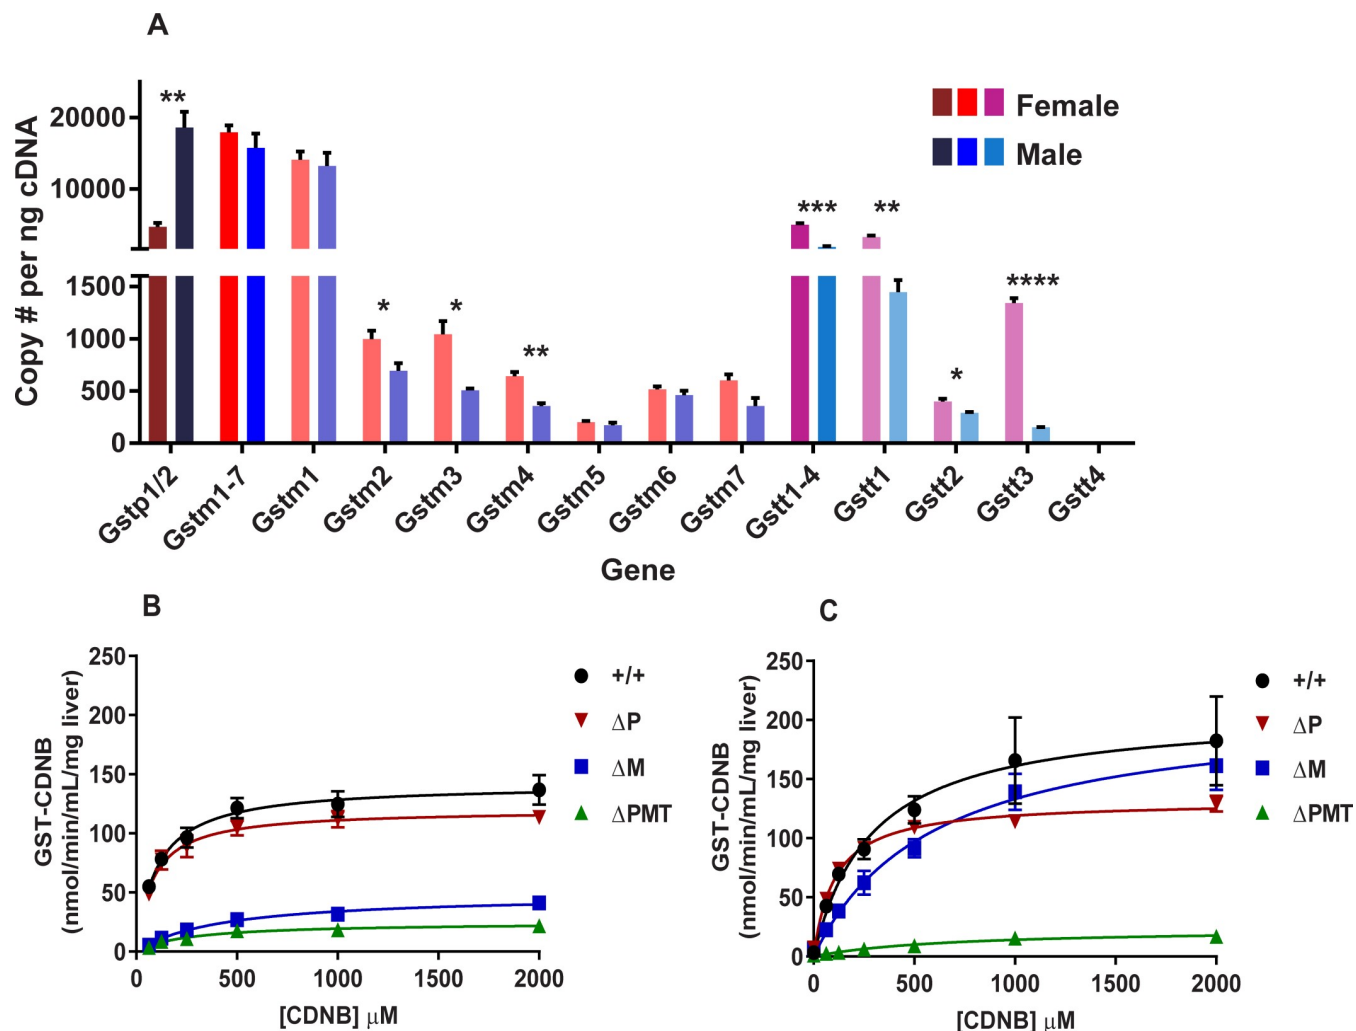 A
Copy # per ng cDNA
20000
10000
1500
1000
500
0
**
*
*
**
***
**
*
****
Female
Male
Gstp1/2
Gstm1-7
Gstm1
Gstm2
Gstm3
Gstm4
Gstm5
Gstm6
Gstm7
Gstt1-4
Gstt1
Gstt2
Gstt3
Gstt4
Gene
B
GST-CDNB
(nmol/min/mL/mg liver)
250
200
150
100
50
0
0
500
1000
1500
2000
[CDNB] μM
+/+
ΔP
ΔM
ΔPMT
C
GST-CDNB
(nmol/min/mL/mg liver)
250
200
150
100
50
0
0
500
1000
1500
2000
[CDNB] μM
+/+
ΔP
ΔM
ΔPMT